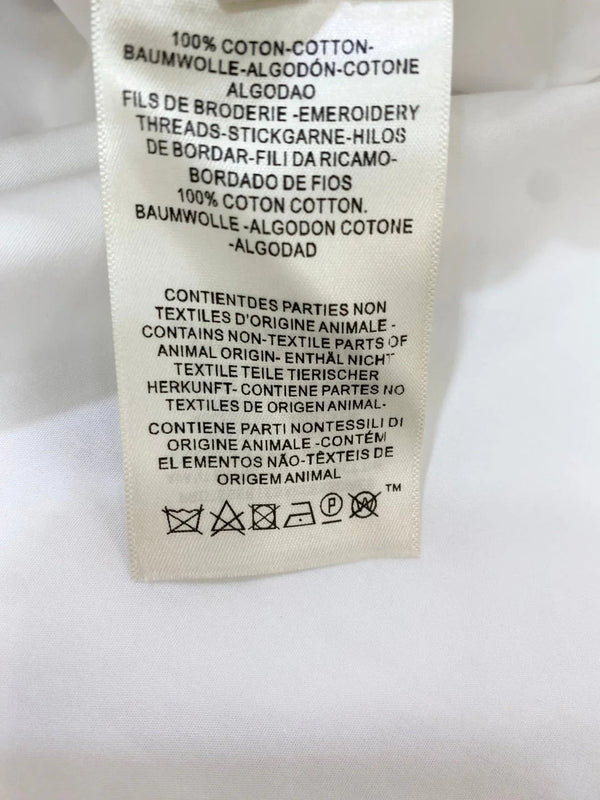 100% COTON-COTTON-
BAUMWOLLE-ALGODÓN-COTONE
ALGODAO
FILS DE BRODERIE -EMEROIDERY
THREADS-STICKGARNE-HILOS
DE BORDAR-FILI DA RICAMO-
BORDADO DE FIOS
100% COTON COTTON.
BAUMWOLLE -ALGODON COTONE
-ALGODAD
CONTIENTDES PARTIES NON
TEXTILES D'ORIGINE ANIMALE -
CONTAINS NON-TEXTILE PARTS OF
ANIMAL ORIGIN- ENTHÄL NICHT
TEXTILE TEILE TIERISCHER
HERKUNFT- CONTIENE PARTES NO
TEXTILES DE ORIGEN ANIMAL-
CONTIENE PARTI NONTESSILI DI
ORIGINE ANIMALE -CONTÉM
EL EMENTOS NÃO-TÊXTEIS DE
ORIGEM ANIMAL
P W ™